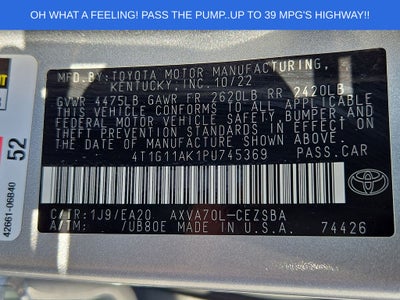 OH WHAT A FEELING! PASS THE PUMP..UP TO 39 MPG'S HIGHWAY!!
MFD.BY:TOYOTA MOTOR MANUFACTURING,
KENTUCKY,INC.10/22
GVWR 4475LB GAWR FR 2620LB RR 2420LB
THIS VEHICLE CONFORMS TO ALL APPLICABLE
FEDERAL MOTOR VEHICLE SAFETY, BUMPER, AND
THEFT PREVENTION STANDARDS IN EFFECT ON
THE DATE OF MANUFACTURE SHOWN ABOVE.
4T1G11AK1PU745369 PASS.CAR
C/TR:1J9/EA20 AXVA70L-CEZSBA
A/TM: /UB80E MADE IN U.S.A. 74426
TOYOTA
52
42661-06B40